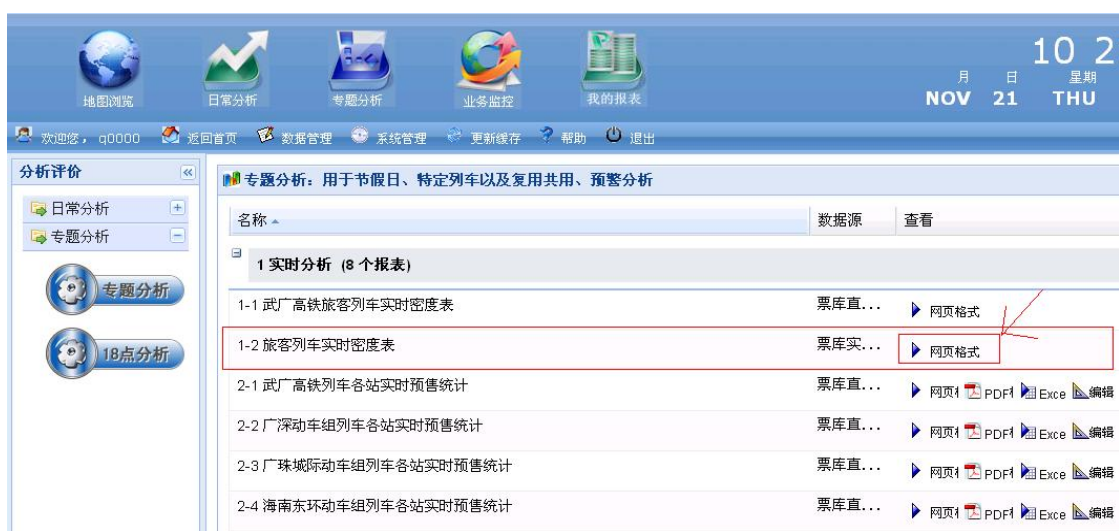 10 2
月 日 星期
NOV 21 THU
地图浏览 日常分析 专题分析 业务监控 我的报表
欢迎您，q0000 返回首页 数据管理 系统管理 更新缓存 帮助 退出
分析评价
日常分析
专题分析
专题分析
18点分析
专题分析：用于节假日、特定列车以及复用共用、预警分析
名称 数据源 查看
1 实时分析 (8 个报表)
1-1 武广高铁旅客列车实时密度表 票库直... 网页格式
1-2 旅客列车实时密度表 票库实... 网页格式
2-1 武广高铁列车各站实时预售统计 票库直... 网页 PDF Exce 编辑
2-2 广深动车组列车各站实时预售统计 票库直... 网页 PDF Exce 编辑
2-3 广珠城际动车组列车各站实时预售统计 票库直... 网页 PDF Exce 编辑
2-4 海南东环动车组列车各站实时预售统计 票库直... 网页 PDF Exce 编辑